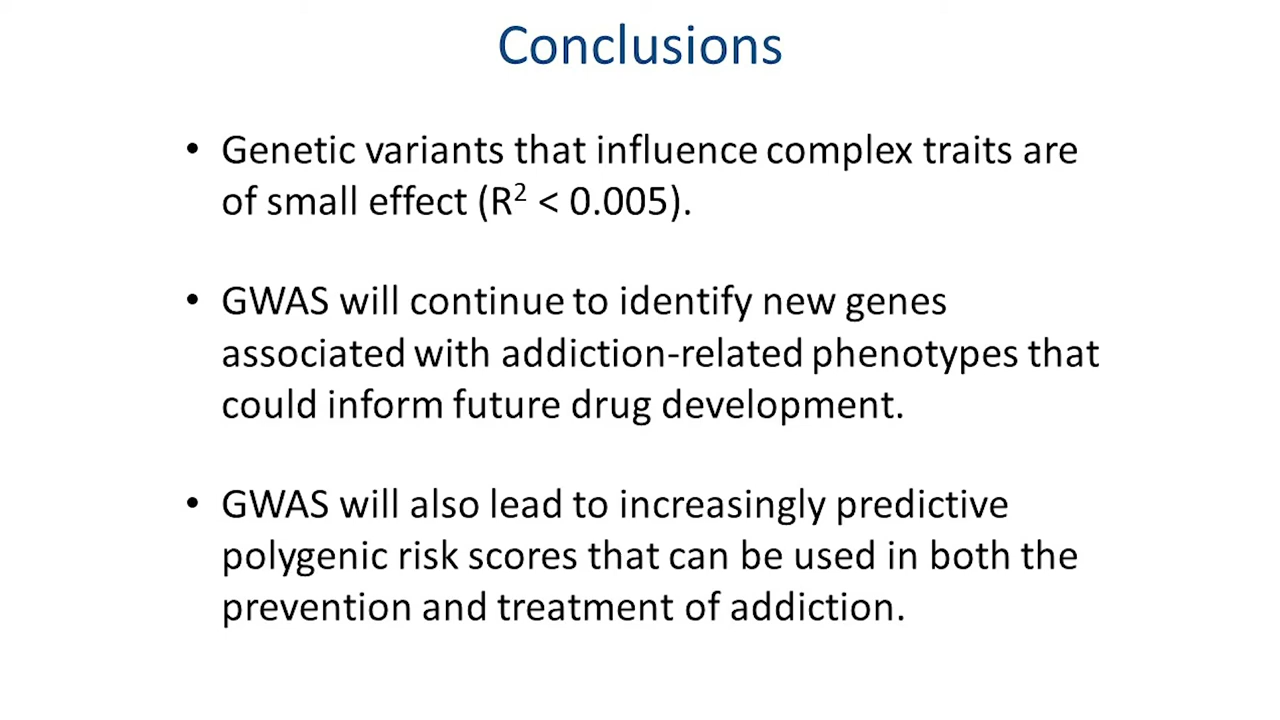 Conclusions
• Genetic variants that influence complex traits are
of small effect (R² < 0.005).
• GWAS will continue to identify new genes
associated with addiction-related phenotypes that
could inform future drug development.
• GWAS will also lead to increasingly predictive
polygenic risk scores that can be used in both the
prevention and treatment of addiction.